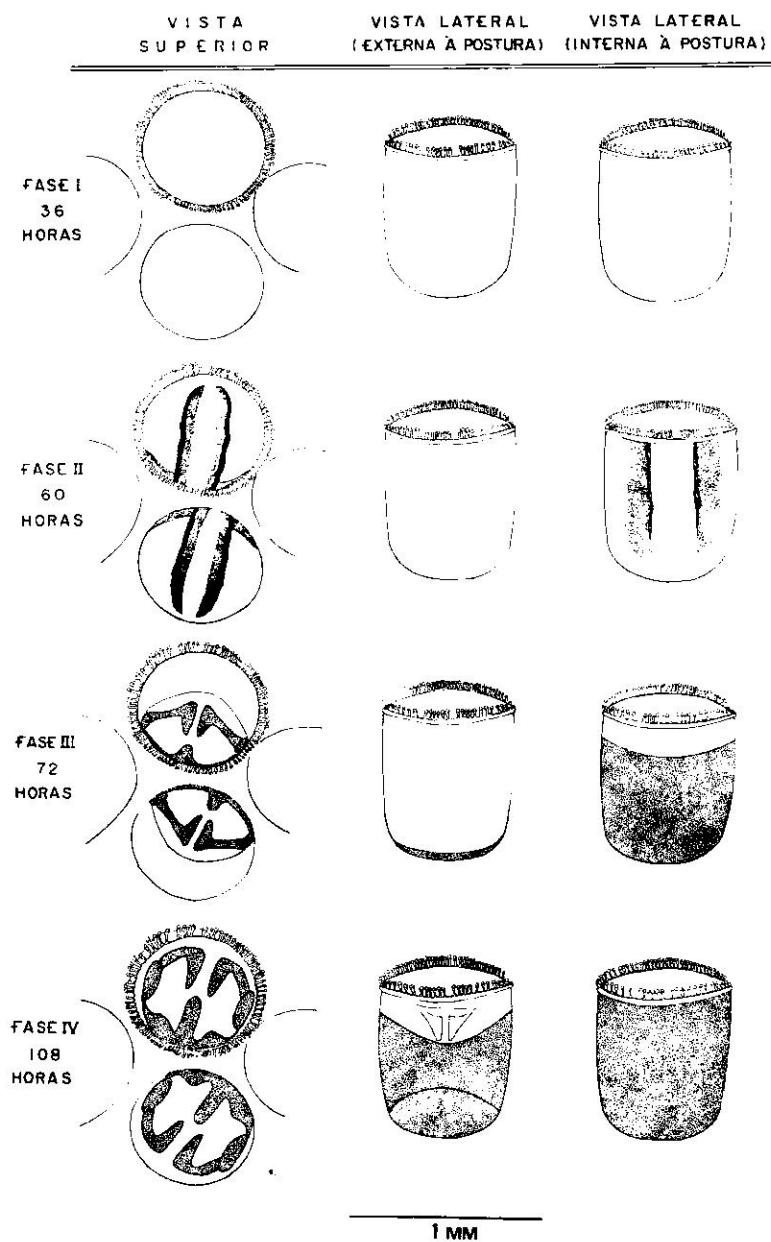 VISTA SUPERIOR
VISTA LATERAL (EXTERNA À POSTURA)
VISTA LATERAL (INTERNA À POSTURA)
FASE I
36
HORAS
FASE II
60
HORAS
FASE III
72
HORAS
FASE IV
108
HORAS
1 MM